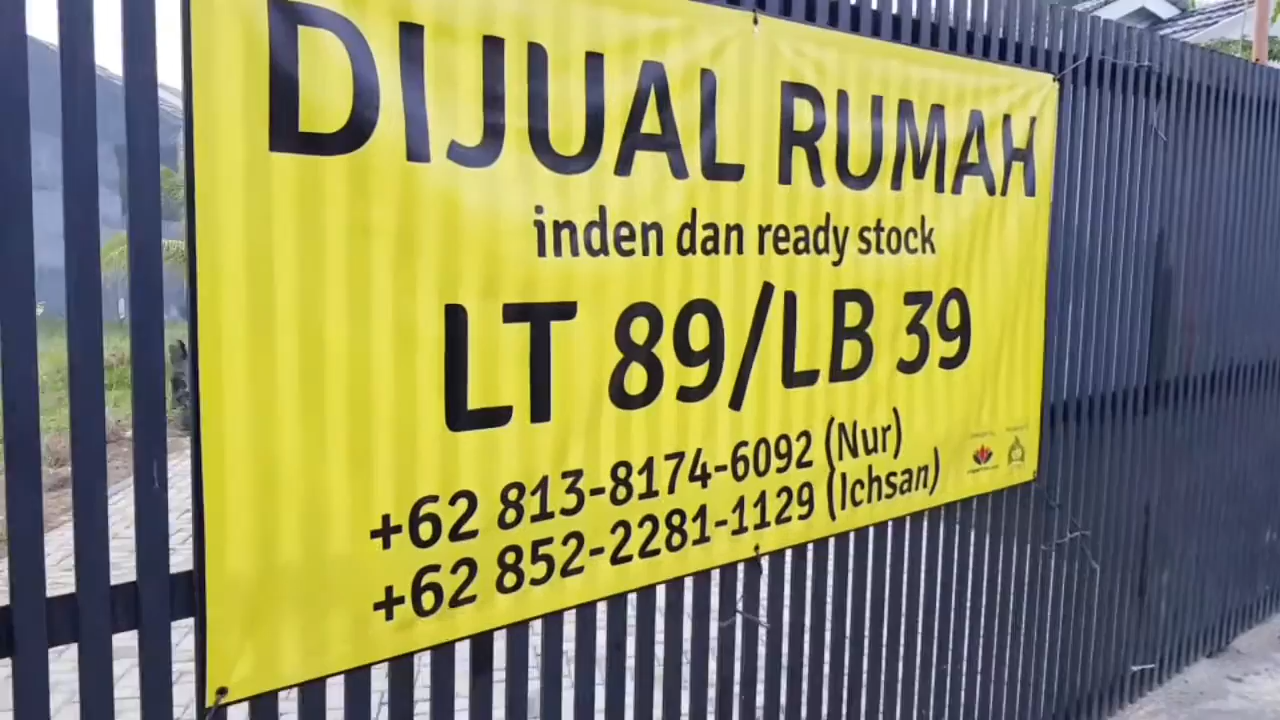 DIJUAL RUMAH
inden dan ready stock
LT 89/LB 39
+62 813-8174-6092 (Nur)
+62 852-2281-1129 (Ichsan)